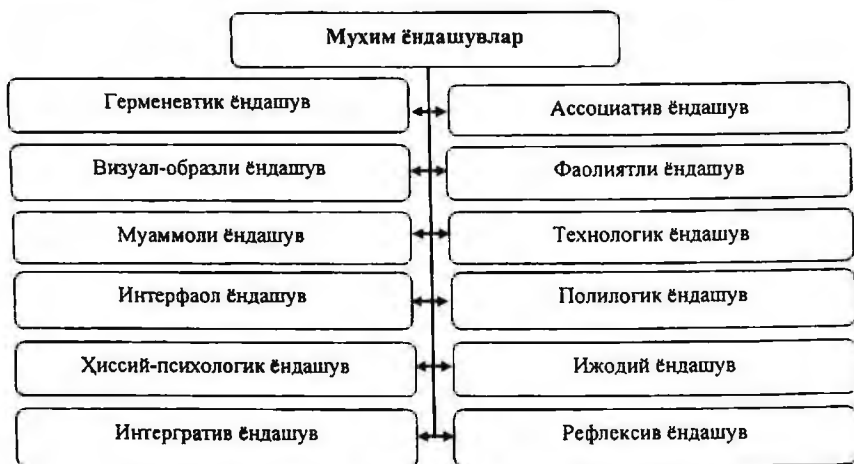 Мухим ёндашувлар
Герменевтик ёндашув
Ассоциатив ёндашув
Визуал-образли ёндашув
Фаолиятли ёндашув
Муаммоли ёндашув
Технологик ёндашув
Интерфаол ёндашув
Полилогик ёндашув
Ҳиссий-психологик ёндашув
Ижодий ёндашув
Интергратив ёндашув
Рефлексив ёндашув